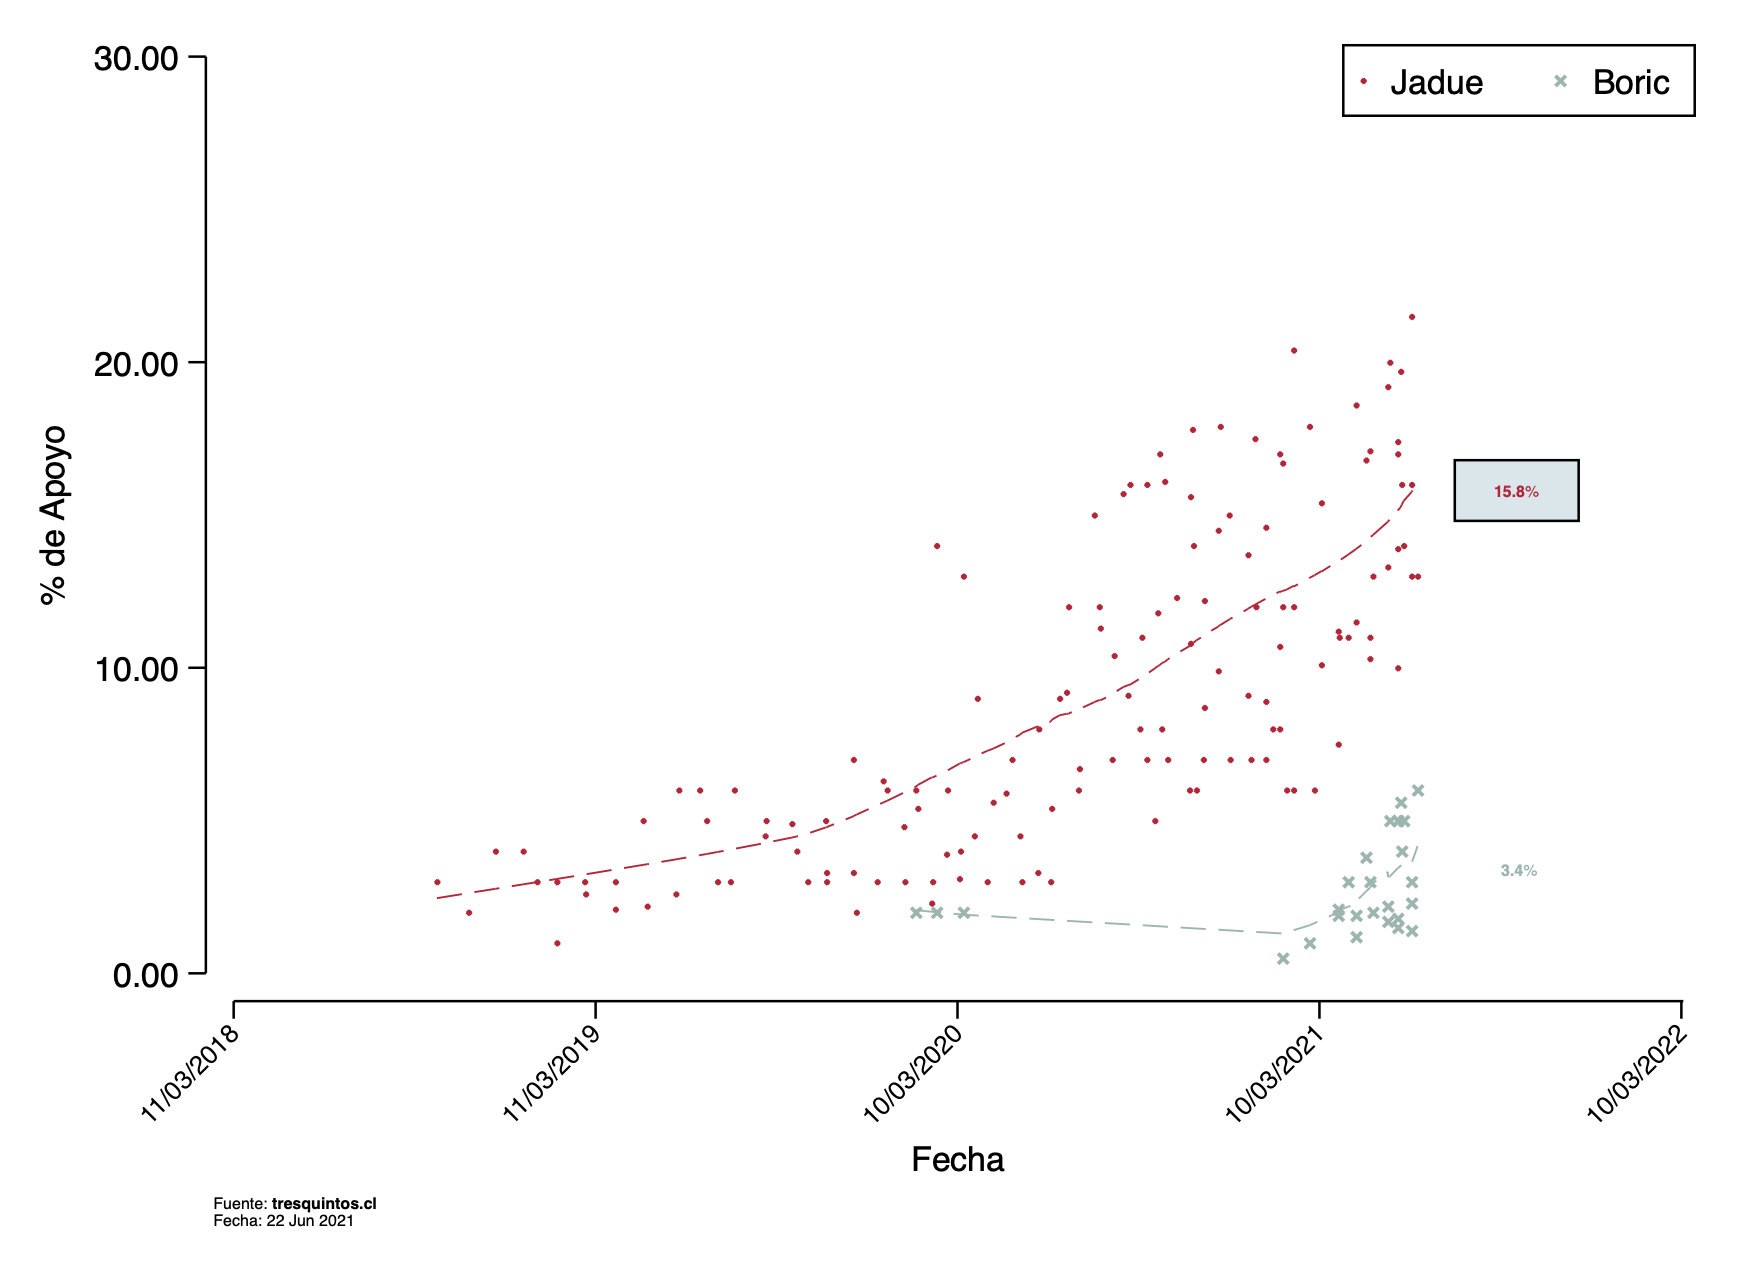 30.00
20.00
10.00
0.00
% de Apoyo
Jadue
Boric
15.8%
3.4%
11/03/2018
11/03/2019
10/03/2020
10/03/2021
10/03/2022
Fecha
Fuente: tresquintos.cl
Fecha: 22 Jun 2021